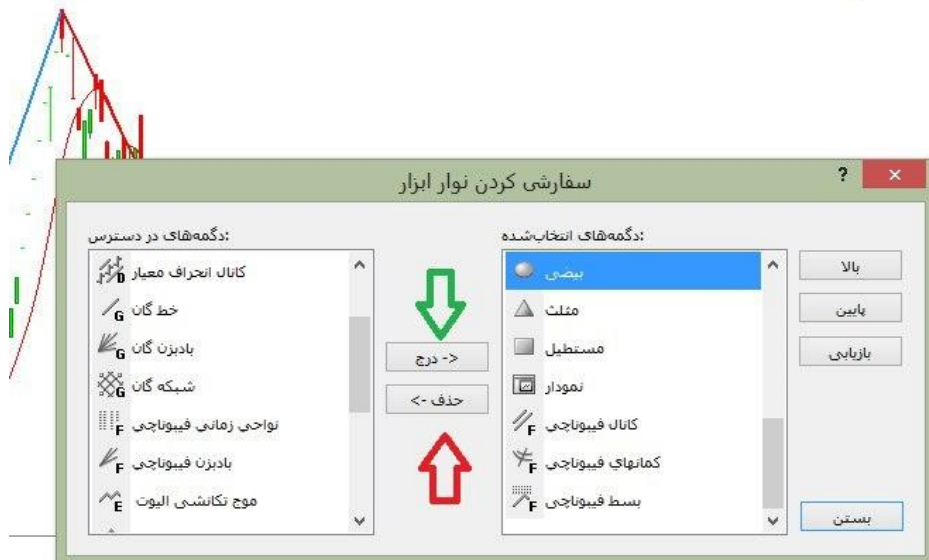 سفارشی کردن نوار ابزار
?
:دگمه‌های در دسترس
کانال انحراف معیار
D
خط گان
G
بادبزن گان
G
شبکه گان
G
نواحی زمانی فیبوناچی
F
بادبزن فیبوناچی
F
موج تکانشی الیوت
E
درج ->
حذف <-
:دگمه‌های انتخاب‌شده
بیضی
مثلث
مستطیل
نمودار
کانال فیبوناچی
F
کمانهاي فیبوناچی
F
بسط فیبوناچی
F
بالا
پایین
بازیابی
بستن